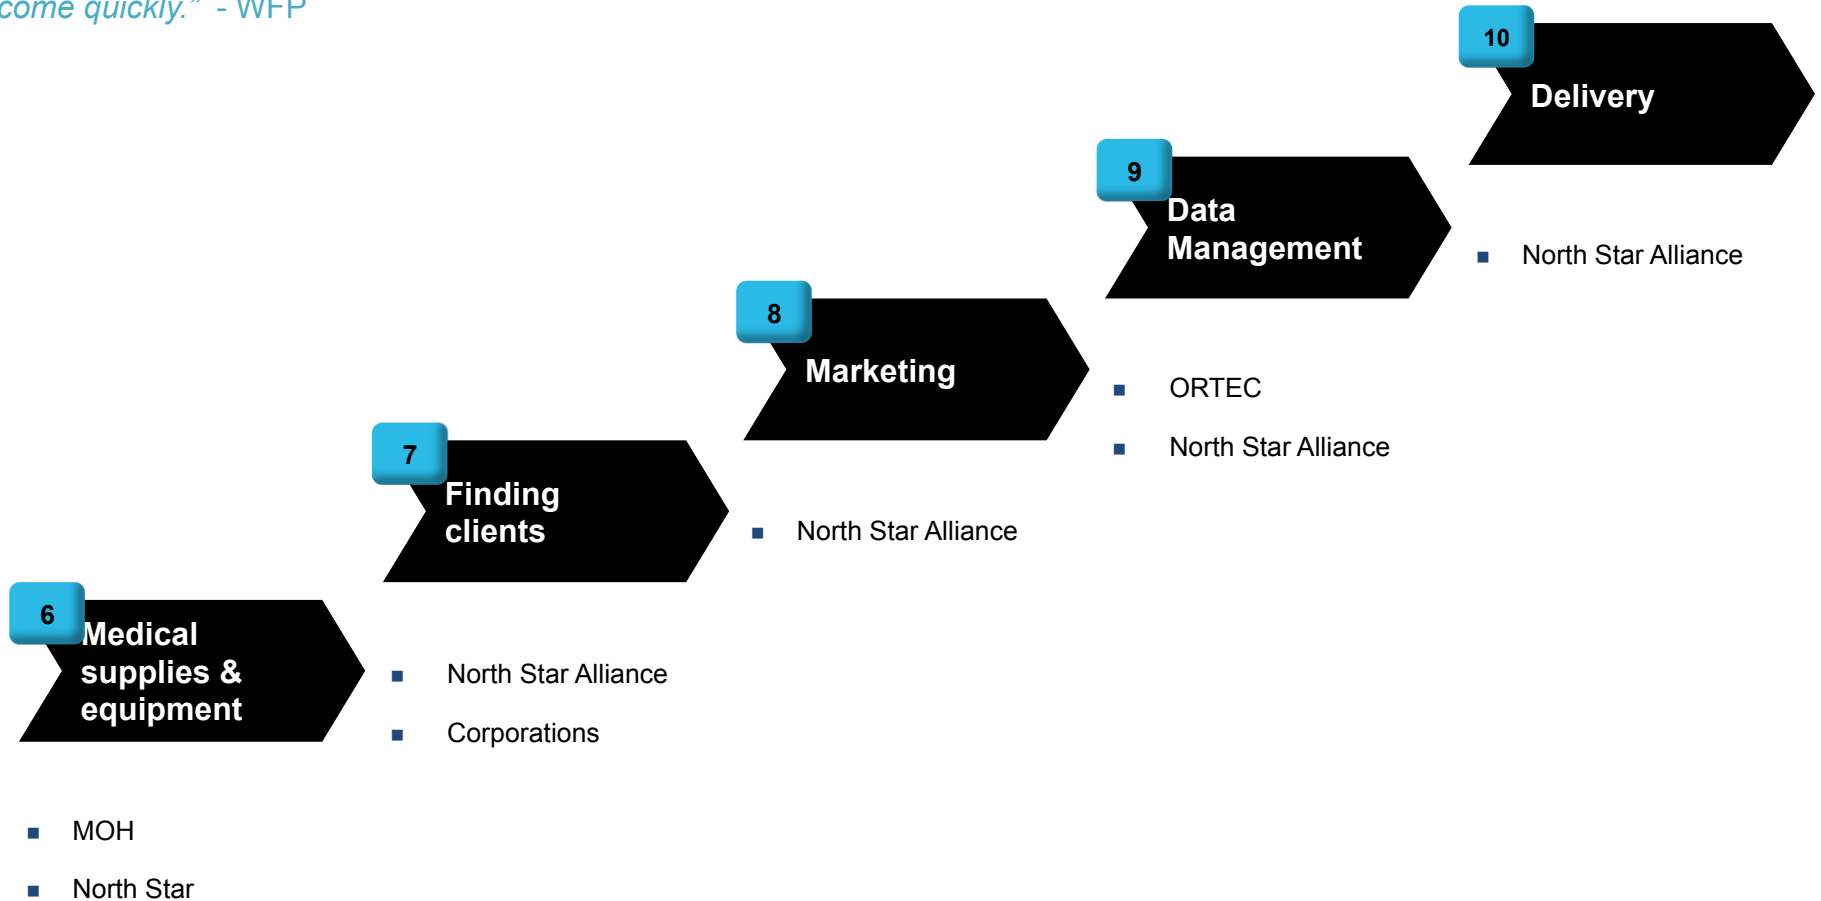 come quickly." - WFP
10
Delivery
9
Data
Management
■ North Star Alliance
8
Marketing
■ ORTEC
■ North Star Alliance
7
Finding
clients
■ North Star Alliance
6
Medical
supplies &
equipment
■ North Star Alliance
■ Corporations
■ MOH
■ North Star